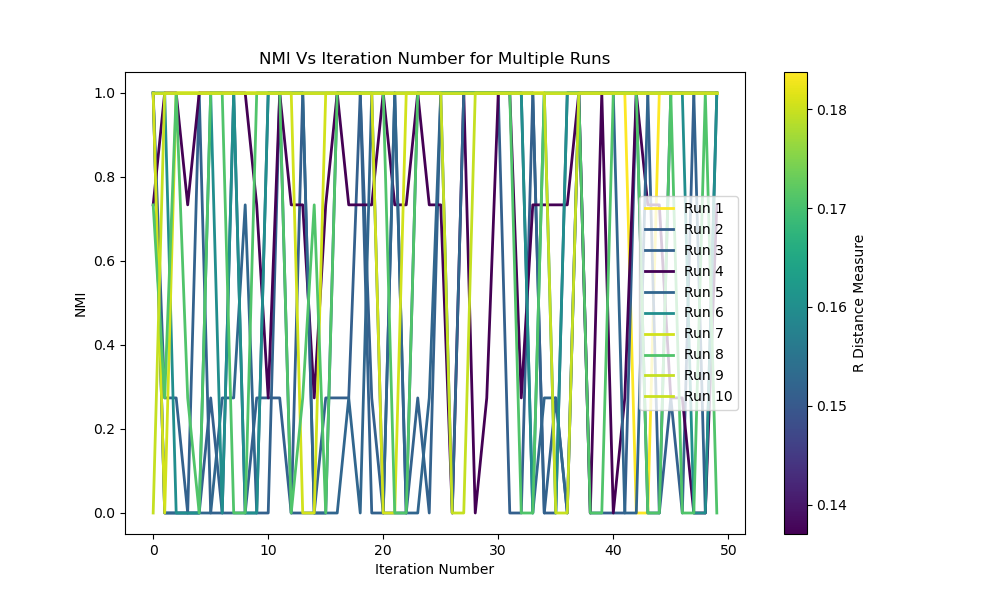 NMI Vs Iteration Number for Multiple Runs
NMI
1.0
0.8
0.6
0.4
0.2
0.0
0
10
20
30
40
50
Iteration Number
Run 1
Run 2
Run 3
Run 4
Run 5
Run 6
Run 7
Run 8
Run 9
Run 10
0.18
0.17
0.16
0.15
0.14
R Distance Measure